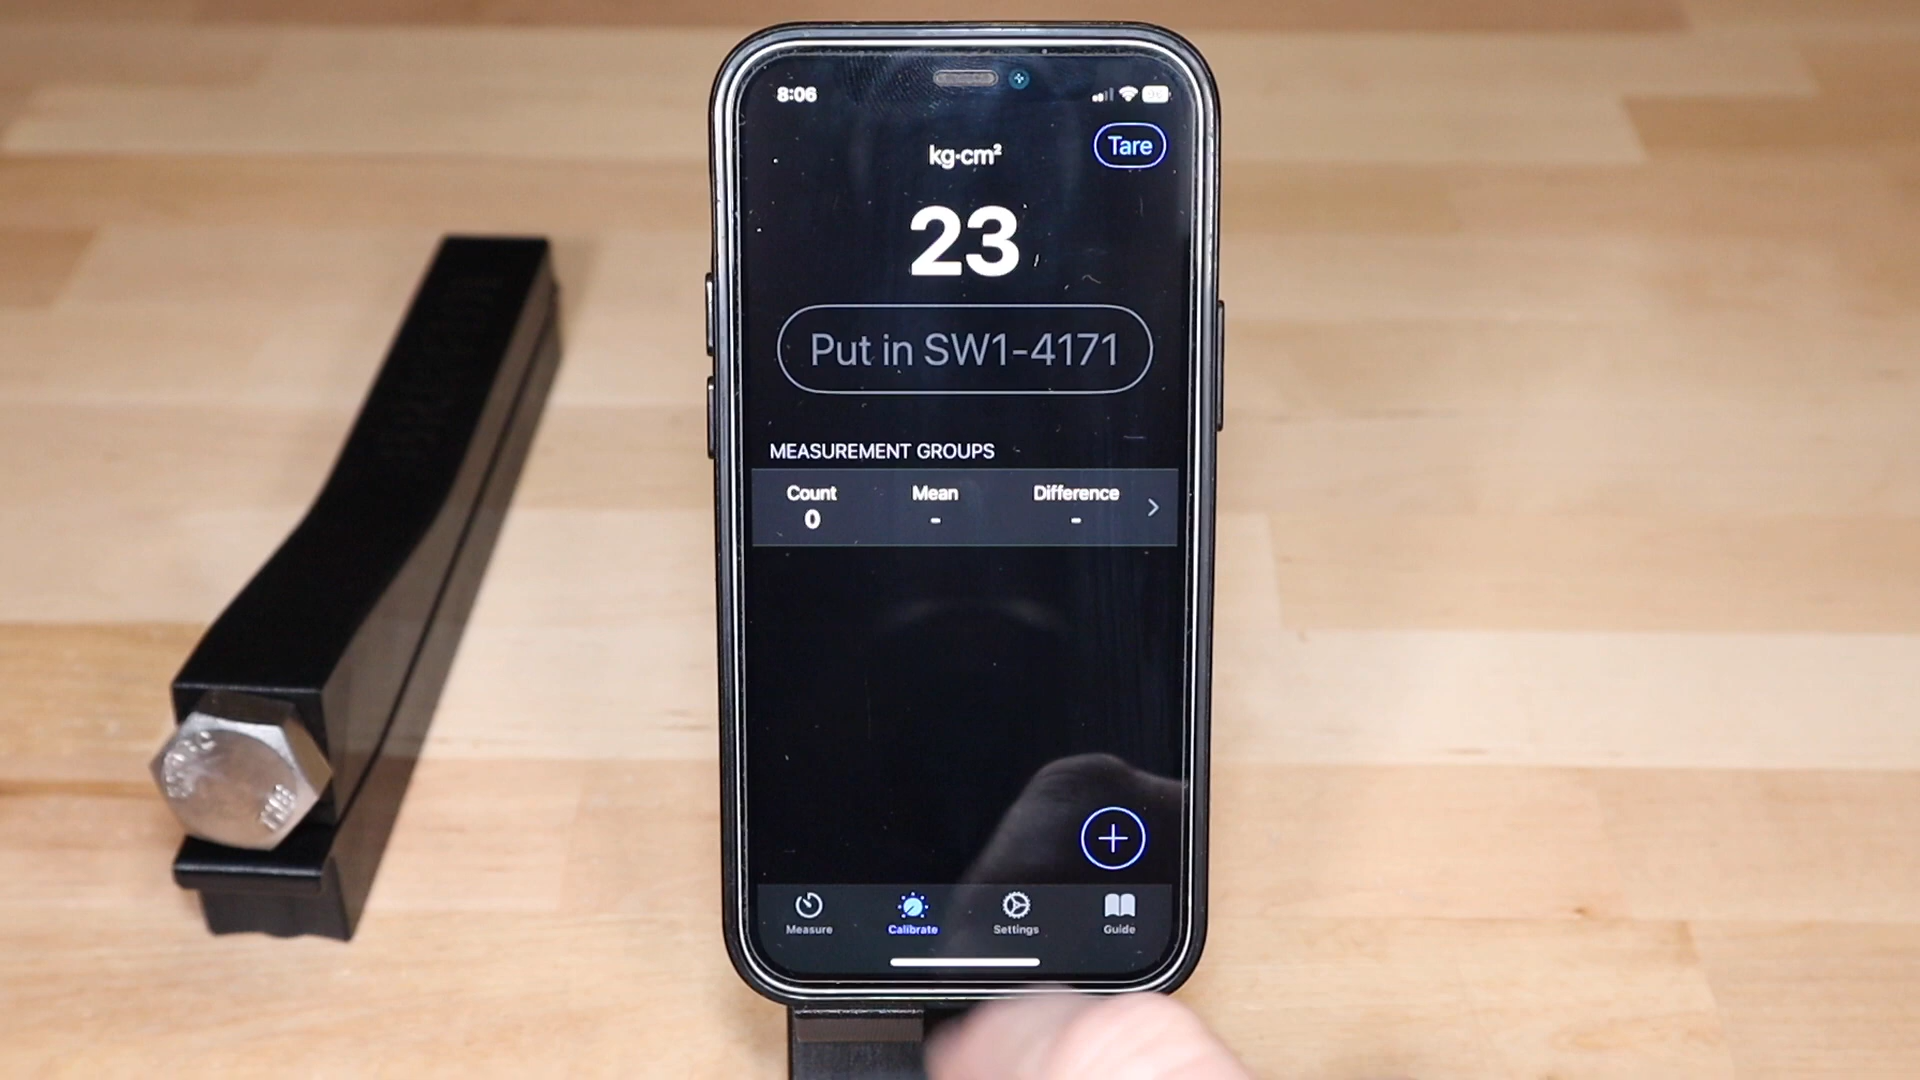 8:06
Tare
kg·cm²
23
Put in SW1-4171
MEASUREMENT GROUPS
Count Mean Difference
0 - -
Measure Calibrate Settings Guide
THE